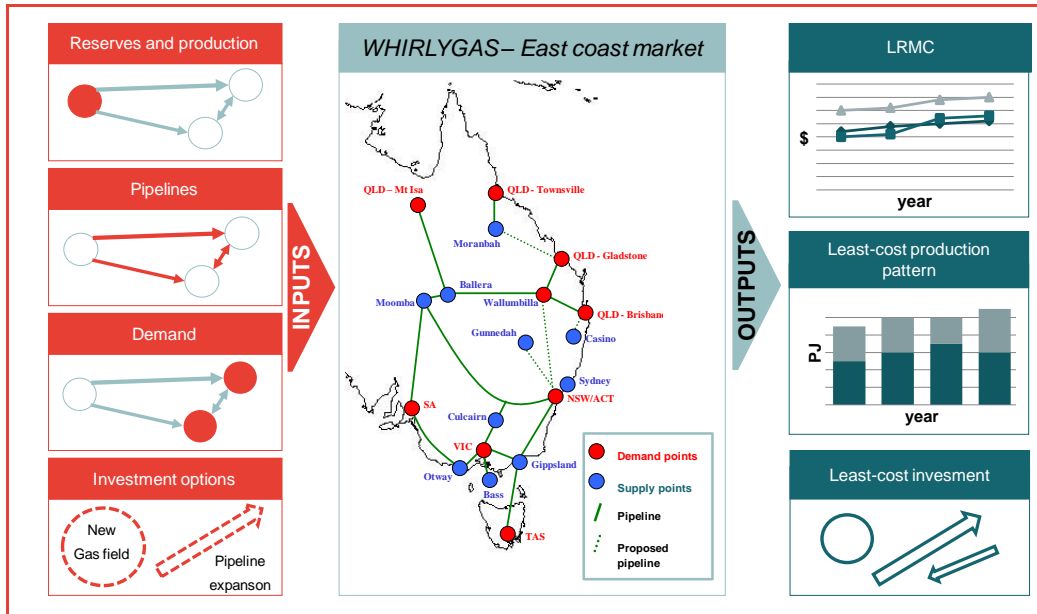 Reserves and production
Pipelines
Demand
Investment options
New
Gas field
Pipeline
expanson
INPUTS
WHIRLYGAS – East coast market
QLD – Mt Isa
QLD - Townsville
Moranbah
QLD - Gladstone
Ballera
Moomba
Wallumbilla
QLD - Brisbane
Gunnedah
Casino
Sydney
NSW/ACT
SA
Culcairn
VIC
Otway
Gippsland
Bass
TAS
Demand points
Supply points
Pipeline
Proposed
pipeline
OUTPUTS
LRMC
$
year
Least-cost production
pattern
PJ
year
Least-cost invesment